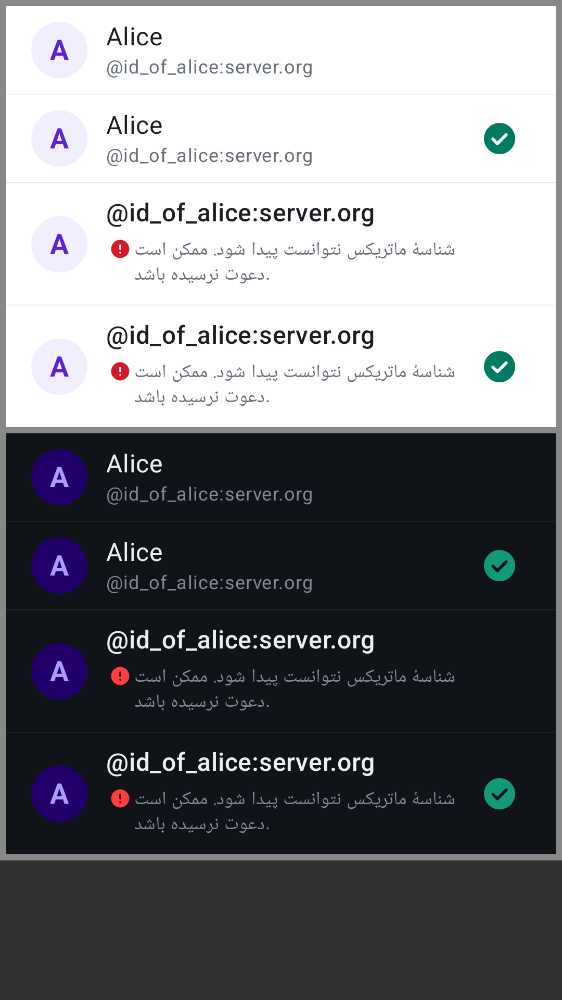 A
Alice
@id_of_alice:server.org
A
Alice
@id_of_alice:server.org
A
@id_of_alice:server.org
شناسهٔ ماتریکس نتوانست پیدا شود. ممکن است
دعوت نرسیده باشد.
A
@id_of_alice:server.org
شناسهٔ ماتریکس نتوانست پیدا شود. ممکن است
دعوت نرسیده باشد.
A
Alice
@id_of_alice:server.org
A
Alice
@id_of_alice:server.org
A
@id_of_alice:server.org
شناسهٔ ماتریکس نتوانست پیدا شود. ممکن است
دعوت نرسیده باشد.
A
@id_of_alice:server.org
شناسهٔ ماتریکس نتوانست پیدا شود. ممکن است
دعوت نرسیده باشد.